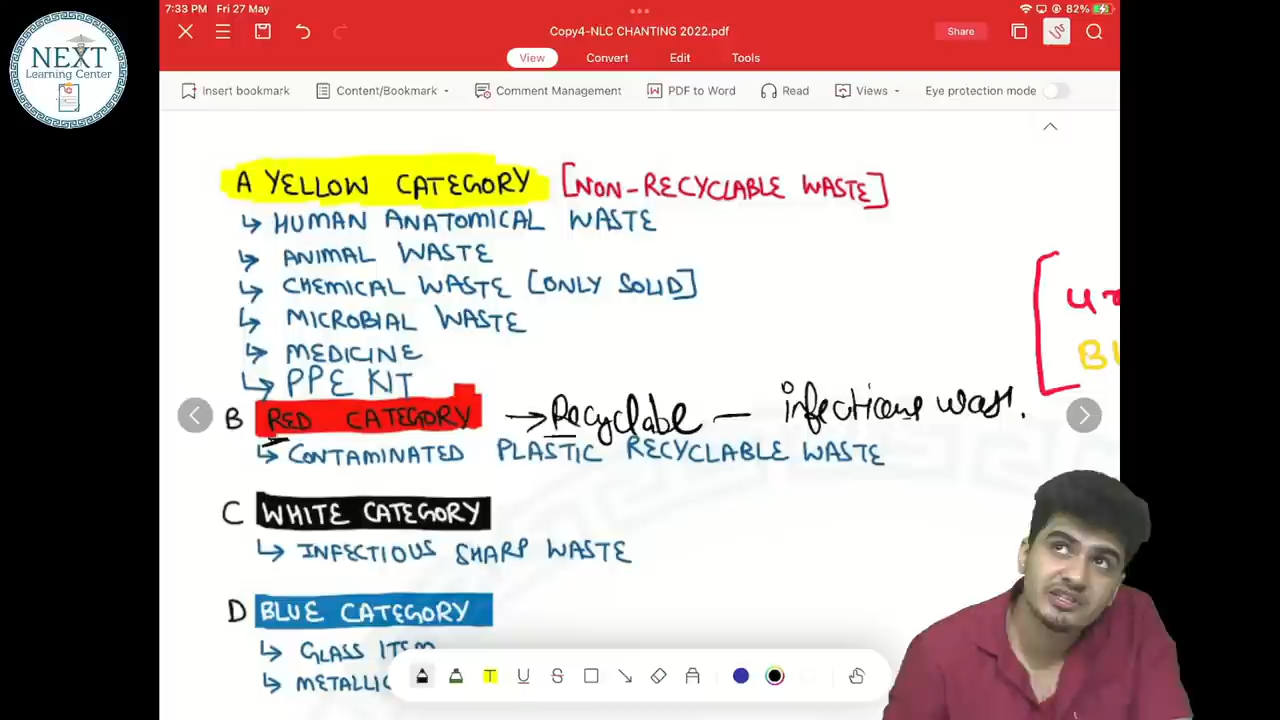 7:33 PM Fri 27 May
82%
NEXT
Learning Center
Copy4-NLC CHANTING 2022.pdf
Share
View Convert Edit Tools
Insert bookmark Content/Bookmark Comment Management PDF to Word Read Views Eye protection mode
A YELLOW CATEGORY [NON-RECYCLABLE WASTE]
↳ HUMAN ANATOMICAL WASTE
↳ ANIMAL WASTE
↳ CHEMICAL WASTE [ONLY SOLID]
↳ MICROBIAL WASTE
↳ MEDICINE
↳ PPE KIT
B RED CATEGORY → Recyclable — infectious wast.
↳ CONTAMINATED PLASTIC RECYCLABLE WASTE
C WHITE CATEGORY
↳ INFECTIOUS SHARP WASTE
D BLUE CATEGORY
↳ GLASS ITEM
↳ METALLIC